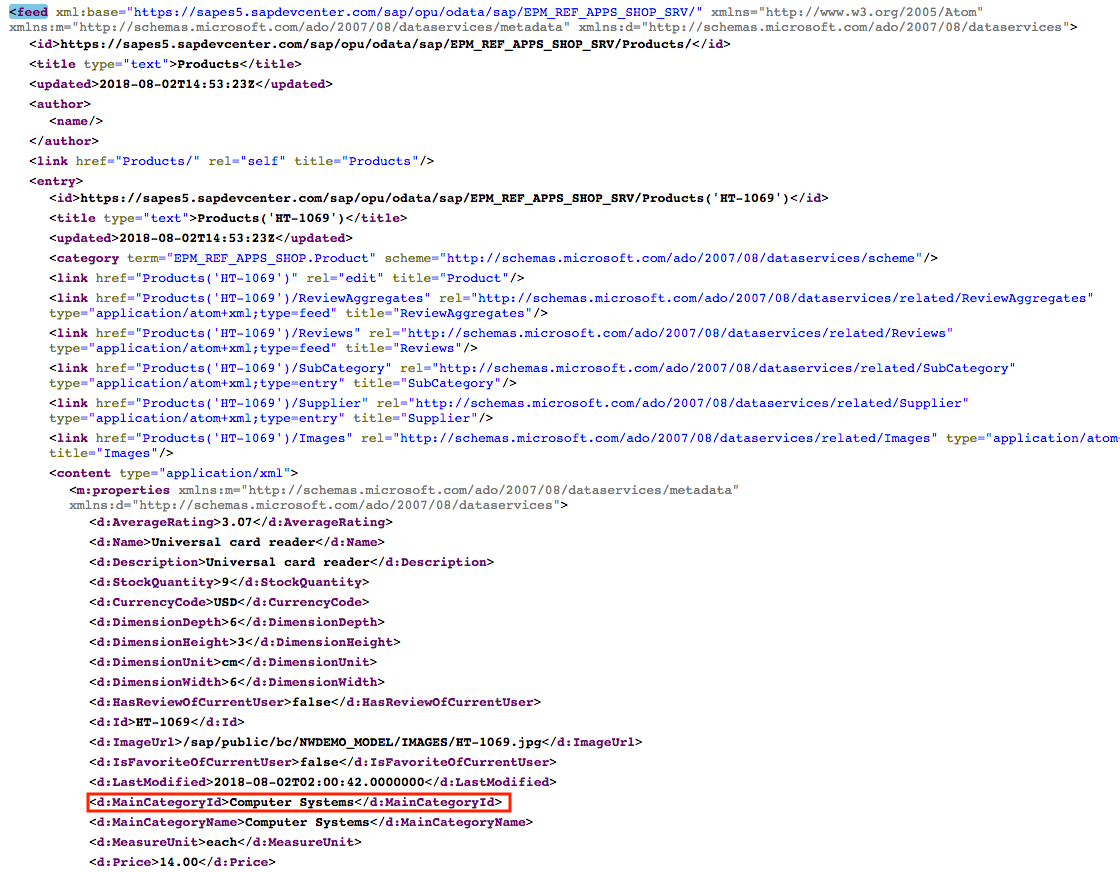 <feed xml:base="https://sapes5.sapdevcenter.com/sap/opu/odata/sap/EPM_REF_APPS_SHOP_SRV/" xmlns="http://www.w3.org/2005/Atom"
xmlns:m="http://schemas.microsoft.com/ado/2007/08/dataservices/metadata" xmlns:d="http://schemas.microsoft.com/ado/2007/08/dataservices">
<id>https://sapes5.sapdevcenter.com/sap/opu/odata/sap/EPM_REF_APPS_SHOP_SRV/Products/</id>
<title type="text">Products</title>
<updated>2018-08-02T14:53:23Z</updated>
<author>
<name/>
</author>
<link href="Products/" rel="self" title="Products"/>
<entry>
<id>https://sapes5.sapdevcenter.com/sap/opu/odata/sap/EPM_REF_APPS_SHOP_SRV/Products('HT-1069')</id>
<title type="text">Products('HT-1069')</title>
<updated>2018-08-02T14:53:23Z</updated>
<category term="EPM_REF_APPS_SHOP.Product" scheme="http://schemas.microsoft.com/ado/2007/08/dataservices/scheme"/>
<link href="Products('HT-1069')" rel="edit" title="Product"/>
<link href="Products('HT-1069')/ReviewAggregates" rel="http://schemas.microsoft.com/ado/2007/08/dataservices/related/ReviewAggregates"
type="application/atom+xml;type=feed" title="ReviewAggregates"/>
<link href="Products('HT-1069')/Reviews" rel="http://schemas.microsoft.com/ado/2007/08/dataservices/related/Reviews"
type="application/atom+xml;type=feed" title="Reviews"/>
<link href="Products('HT-1069')/SubCategory" rel="http://schemas.microsoft.com/ado/2007/08/dataservices/related/SubCategory"
type="application/atom+xml;type=entry" title="SubCategory"/>
<link href="Products('HT-1069')/Supplier" rel="http://schemas.microsoft.com/ado/2007/08/dataservices/related/Supplier"
type="application/atom+xml;type=entry" title="Supplier"/>
<link href="Products('HT-1069')/Images" rel="http://schemas.microsoft.com/ado/2007/08/dataservices/related/Images" type="application/atom+
title="Images"/>
<content type="application/xml">
<m:properties xmlns:m="http://schemas.microsoft.com/ado/2007/08/dataservices/metadata"
xmlns:d="http://schemas.microsoft.com/ado/2007/08/dataservices">
<d:AverageRating>3.07</d:AverageRating>
<d:Name>Universal card reader</d:Name>
<d:Description>Universal card reader</d:Description>
<d:StockQuantity>9</d:StockQuantity>
<d:CurrencyCode>USD</d:CurrencyCode>
<d:DimensionDepth>6</d:DimensionDepth>
<d:DimensionHeight>3</d:DimensionHeight>
<d:DimensionUnit>cm</d:DimensionUnit>
<d:DimensionWidth>6</d:DimensionWidth>
<d:HasReviewOfCurrentUser>false</d:HasReviewOfCurrentUser>
<d:Id>HT-1069</d:Id>
<d:ImageUrl>/sap/public/bc/NWDEMO_MODEL/IMAGES/HT-1069.jpg</d:ImageUrl>
<d:IsFavoriteOfCurrentUser>false</d:IsFavoriteOfCurrentUser>
<d:LastModified>2018-08-02T02:00:42.0000000</d:LastModified>
<d:MainCategoryId>Computer Systems</d:MainCategoryId>
<d:MainCategoryName>Computer Systems</d:MainCategoryName>
<d:MeasureUnit>each</d:MeasureUnit>
<d:Price>14.00</d:Price>